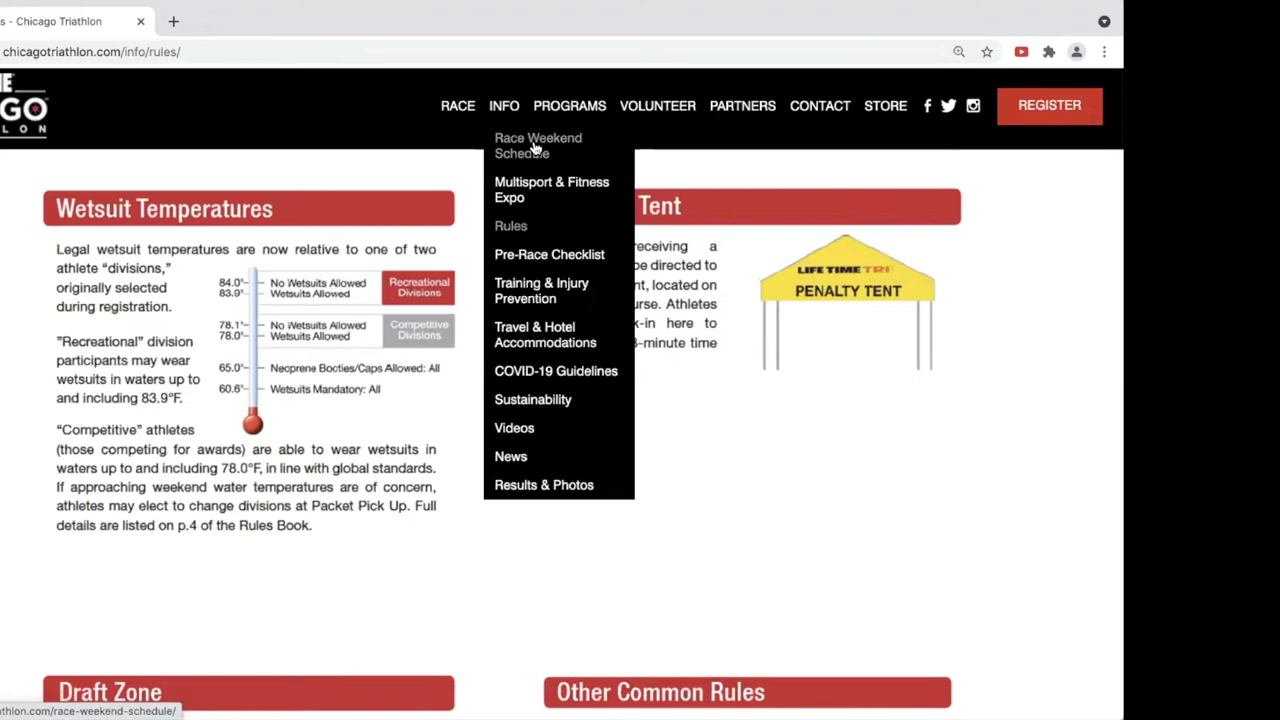 s - Chicago Triathlon
chicagotriathlon.com/info/rules/
GO
LON
RACE INFO PROGRAMS VOLUNTEER PARTNERS CONTACT STORE
REGISTER
Race Weekend
Schedule
Multisport & Fitness
Expo
Rules
Pre-Race Checklist
Training & Injury
Prevention
Travel & Hotel
Accommodations
COVID-19 Guidelines
Sustainability
Videos
News
Results & Photos
Wetsuit Temperatures
Legal wetsuit temperatures are now relative to one of two
athlete “divisions,”
originally selected
during registration.
”Recreational” division
participants may wear
wetsuits in waters up to
and including 83.9°F.
“Competitive” athletes
(those competing for awards) are able to wear wetsuits in
waters up to and including 78.0°F, in line with global standards.
If approaching weekend water temperatures are of concern,
athletes may elect to change divisions at Packet Pick Up. Full
details are listed on p.4 of the Rules Book.
84.0° No Wetsuits Allowed
83.9° Wetsuits Allowed
Recreational
Divisions
78.1° No Wetsuits Allowed
78.0° Wetsuits Allowed
Competitive
Divisions
65.0° Neoprene Booties/Caps Allowed: All
60.6° Wetsuits Mandatory: All
Tent
receiving a
be directed to
nt, located on
urse. Athletes
k-in here to
-minute time
LIFE TIME TRI
PENALTY TENT
Draft Zone
Other Common Rules
athlon.com/race-weekend-schedule/